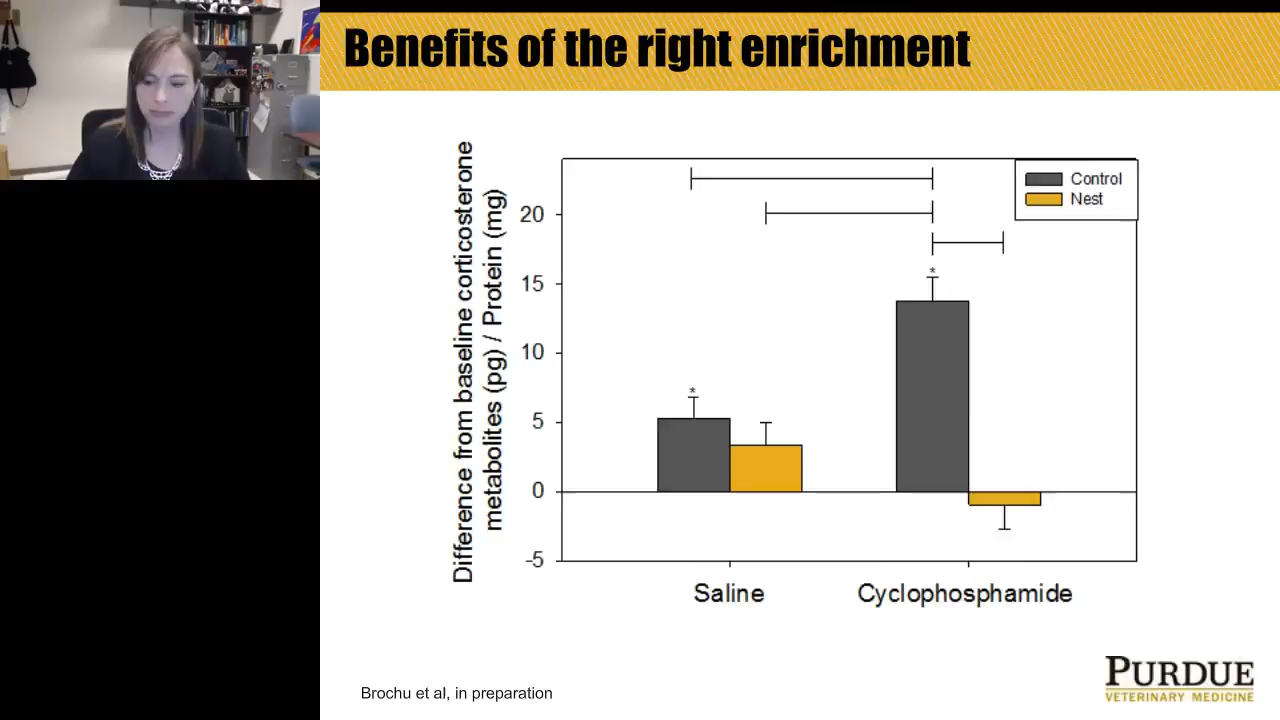 Benefits of the right enrichment
Difference from baseline corticosterone
metabolites (pg) / Protein (mg)
20
15
10
5
0
-5
*
*
Control
Nest
Saline
Cyclophosphamide
Brochu et al, in preparation
PURDUE
VETERINARY MEDICINE